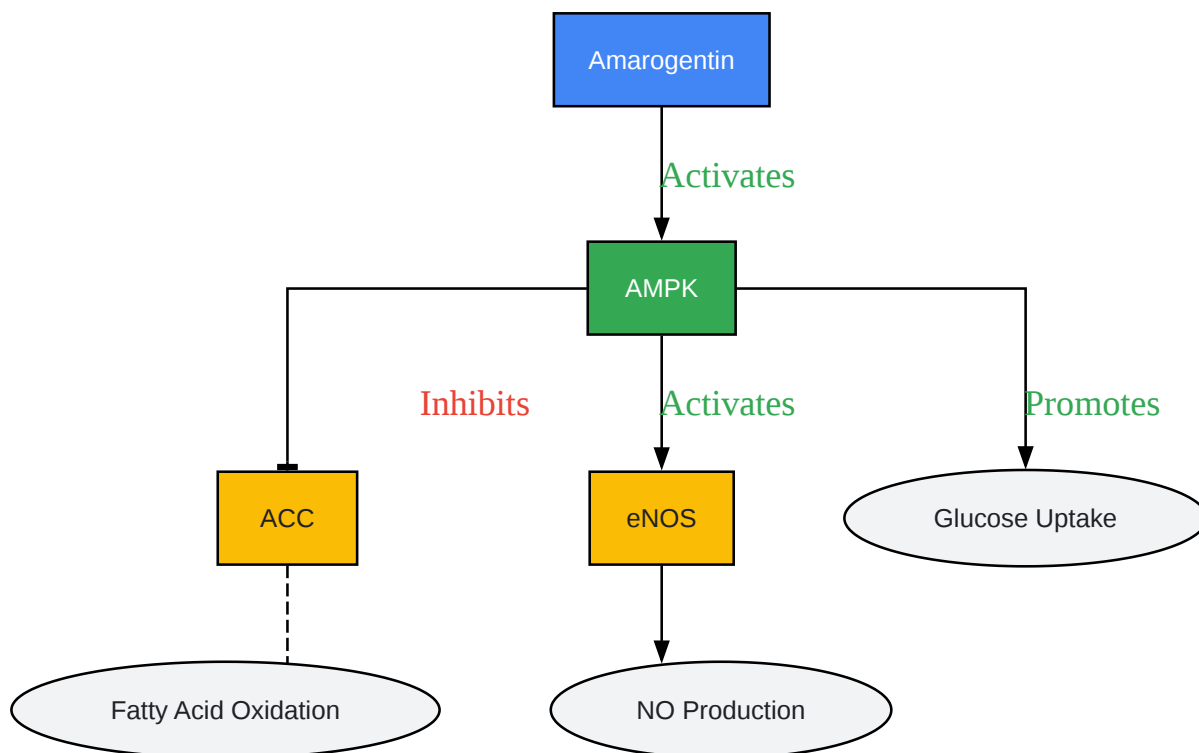 Amarogentin
Activates
AMPK
Inhibits
Activates
Promotes
ACC
eNOS
Glucose Uptake
Fatty Acid Oxidation
NO Production